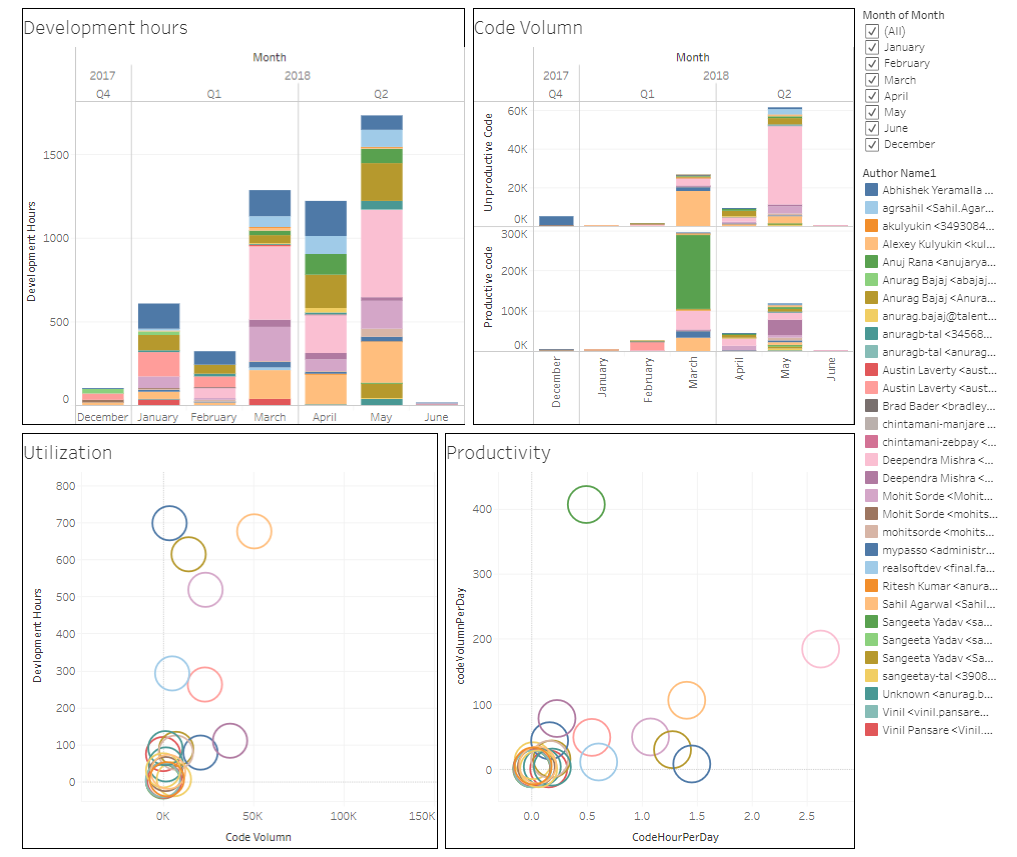 Development hours
Month
2017
2018
Q4
Q1
Q2
Development Hours
1500
1000
500
0
December
January
February
March
April
May
June
Code Volumn
Month
2017
2018
Q4
Q1
Q2
Unproductive Code
60K
40K
20K
0K
Productive code
300K
200K
100K
0K
December
January
February
March
April
May
June
Month of Month
(All)
January
February
March
April
May
June
December
Author Name1
Abhishek Yeramalla ...
agrsahil <Sahil.Agar...
akulyukin <3493084...
Alexey Kulyukin <kul...
Anuj Rana <anujarya...
Anurag Bajaj <abajaj...
Anurag Bajaj <Anura...
anurag.bajaj@talent...
anuragb-tal <34568...
anuragb-tal <anurag...
Austin Laverty <aust...
Austin Laverty <aust...
Brad Bader <bradley...
chintamani-manjare ...
chintamani-zebpay <...
Deependra Mishra <...
Deependra Mishra <...
Mohit Sorde <Mohit...
Mohit Sorde <mohits...
mohitsorde <mohits...
mypasso <administr...
realsoftdev <final.fa...
Ritesh Kumar <anura...
Sahil Agarwal <Sahil...
Sangeeta Yadav <sa...
Sangeeta Yadav <sa...
Sangeeta Yadav <Sa...
sangeetay-tal <3908...
Unknown <anurag.b...
Vinil <vinil.pansare...
Vinil Pansare <Vinil....
Utilization
Devlopment Hours
800
700
600
500
400
300
200
100
0
0K
50K
100K
150K
Code Volumn
Productivity
codeVolumnPerDay
400
300
200
100
0
0.0
0.5
1.0
1.5
2.0
2.5
CodeHourPerDay